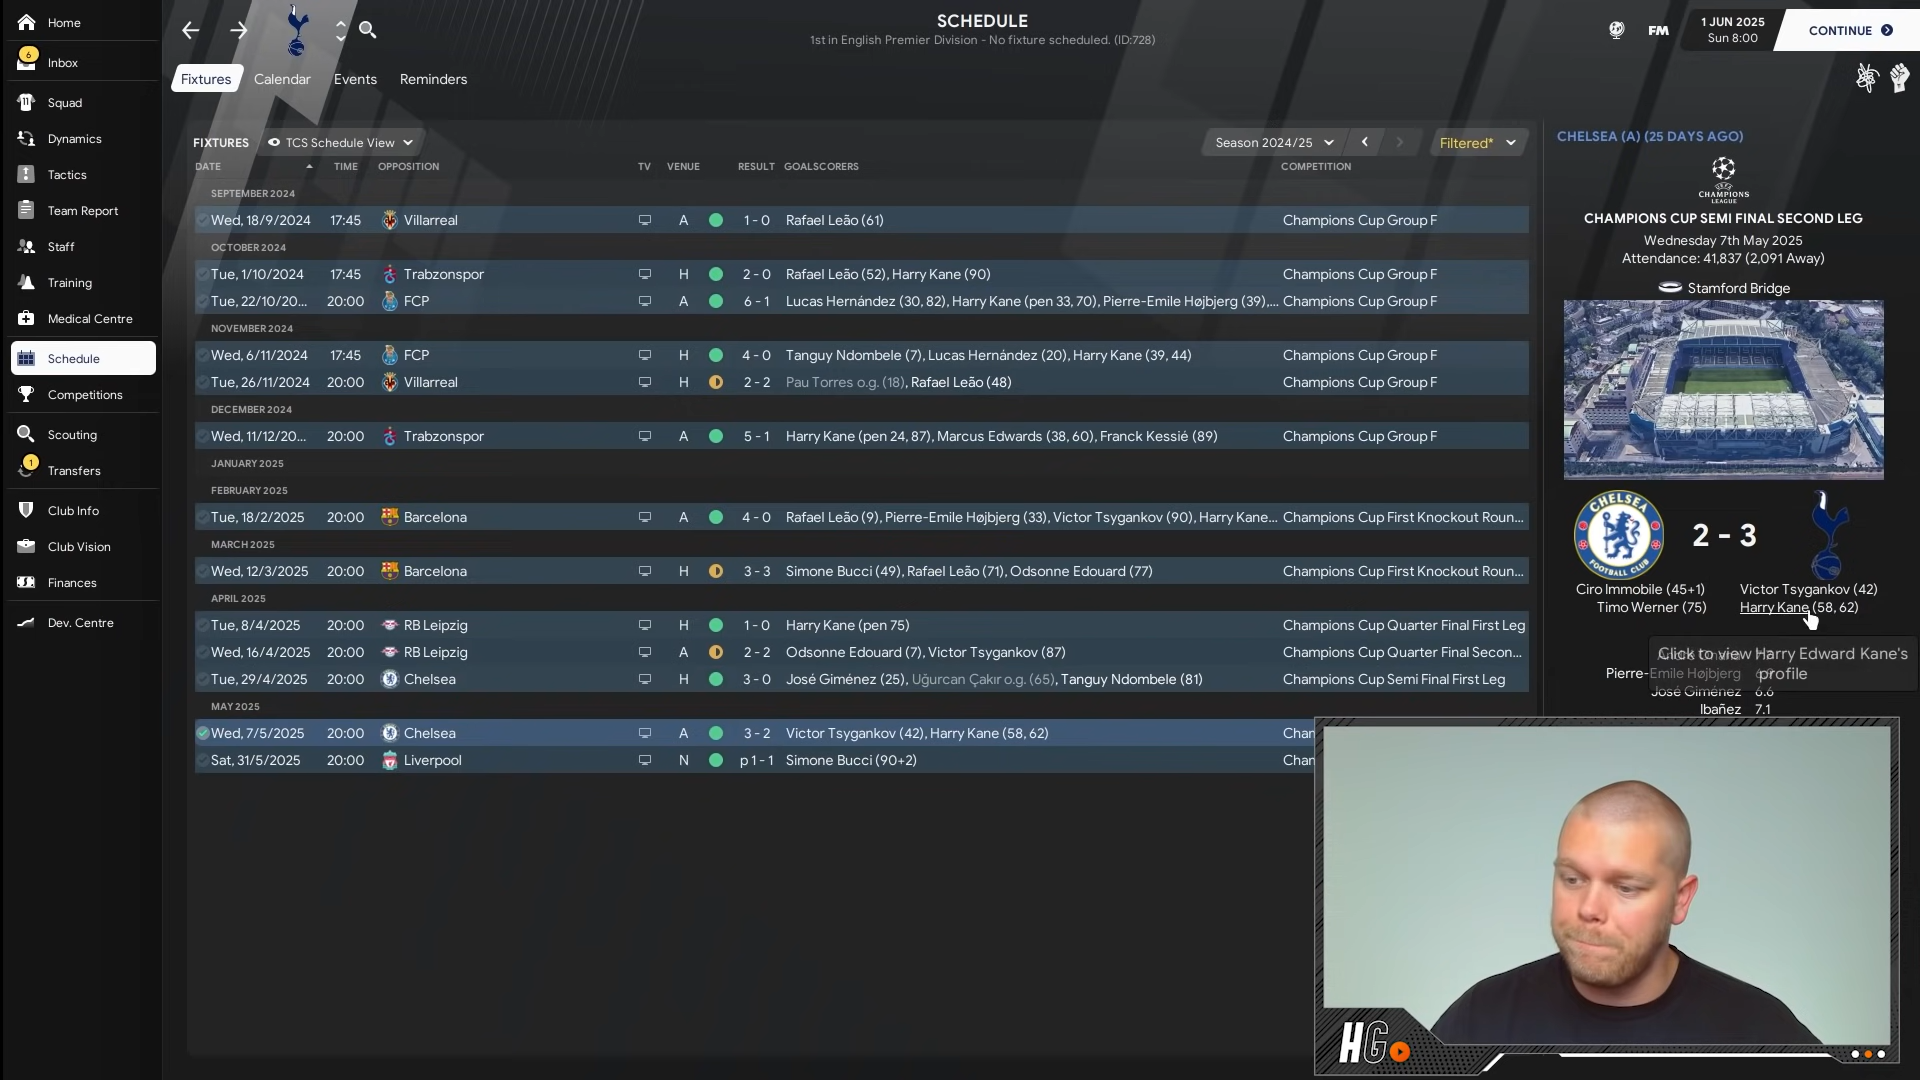 Home
Inbox
6
Squad
Dynamics
Tactics
Team Report
Staff
Training
Medical Centre
Schedule
Competitions
Scouting
1
Transfers
Club Info
Club Vision
Finances
Dev. Centre
SCHEDULE
1st in English Premier Division - No fixture scheduled. (ID:728)
FM
1 JUN 2025
Sun 8:00
CONTINUE
Fixtures Calendar Events Reminders
FIXTURES TCS Schedule View Season 2024/25 Filtered*
DATE TIME OPPOSITION TV VENUE RESULT GOALSCORERS COMPETITION
SEPTEMBER 2024
Wed, 18/9/2024 17:45 Villarreal A 1 - 0 Rafael Leão (61) Champions Cup Group F
OCTOBER 2024
Tue, 1/10/2024 17:45 Trabzonspor H 2 - 0 Rafael Leão (52), Harry Kane (90) Champions Cup Group F
Tue, 22/10/20... 20:00 FCP A 6 - 1 Lucas Hernández (30, 82), Harry Kane (pen 33, 70), Pierre-Emile Højbjerg (39),... Champions Cup Group F
NOVEMBER 2024
Wed, 6/11/2024 17:45 FCP H 4 - 0 Tanguy Ndombele (7), Lucas Hernández (20), Harry Kane (39, 44) Champions Cup Group F
Tue, 26/11/2024 20:00 Villarreal H 2 - 2 Pau Torres o.g. (18), Rafael Leão (48) Champions Cup Group F
DECEMBER 2024
Wed, 11/12/20... 20:00 Trabzonspor A 5 - 1 Harry Kane (pen 24, 87), Marcus Edwards (38, 60), Franck Kessié (89) Champions Cup Group F
JANUARY 2025
FEBRUARY 2025
Tue, 18/2/2025 20:00 Barcelona A 4 - 0 Rafael Leão (9), Pierre-Emile Højbjerg (33), Victor Tsygankov (90), Harry Kane... Champions Cup First Knockout Roun...
MARCH 2025
Wed, 12/3/2025 20:00 Barcelona H 3 - 3 Simone Bucci (49), Rafael Leão (71), Odsonne Edouard (77) Champions Cup First Knockout Roun...
APRIL 2025
Tue, 8/4/2025 20:00 RB Leipzig H 1 - 0 Harry Kane (pen 75) Champions Cup Quarter Final First Leg
Wed, 16/4/2025 20:00 RB Leipzig A 2 - 2 Odsonne Edouard (7), Victor Tsygankov (87) Champions Cup Quarter Final Secon...
Tue, 29/4/2025 20:00 Chelsea H 3 - 0 José Giménez (25), Uğurcan Çakır o.g. (65), Tanguy Ndombele (81) Champions Cup Semi Final First Leg
MAY 2025
Wed, 7/5/2025 20:00 Chelsea A 3 - 2 Victor Tsygankov (42), Harry Kane (58, 62) Cham
Sat, 31/5/2025 20:00 Liverpool N p 1 - 1 Simone Bucci (90+2) Cham
CHELSEA (A) (25 DAYS AGO)
CHAMPIONS
LEAGUE
CHAMPIONS CUP SEMI FINAL SECOND LEG
Wednesday 7th May 2025
Attendance: 41,837 (2,091 Away)
Stamford Bridge
CHELSEA
FOOTBALL CLUB
2 - 3
Ciro Immobile (45+1) Victor Tsygankov (42)
Timo Werner (75) Harry Kane (58, 62)
Click to view Harry Edward Kane's
profile
Pierre-Emile Højbjerg
José Giménez 6.6
Ibañez 7.1
HG